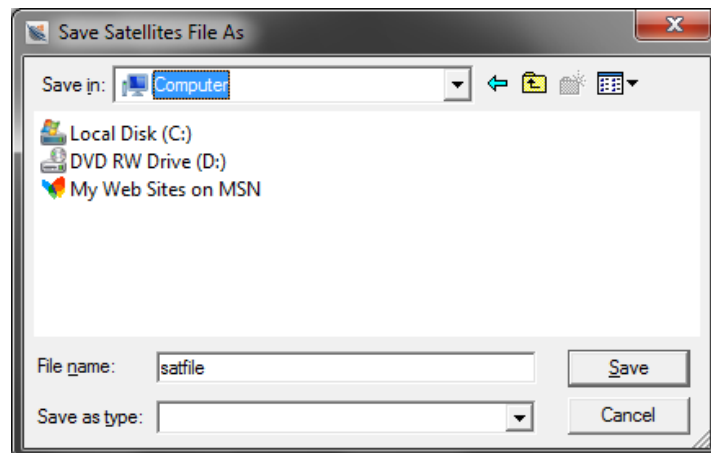 Save Satellites File As
Save in: Computer
Local Disk (C:)
DVD RW Drive (D:)
My Web Sites on MSN
File name: satfile Save
Save as type: Cancel